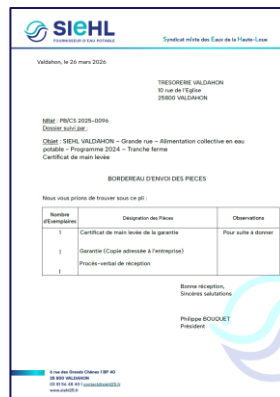 SIEHL
FOURNISSEUR D'EAU POTABLE
Syndicat mixte des Eaux de la Haute-Loue
Valdahon, le 26 mars 2026
TRESORERIE VALDAHON
10 rue de l'Eglise
25800 VALDAHON
N/Réf : PB/CS 2025-0096
Dossier suivi par :
Objet : SIEHL VALDAHON – Grande rue – Alimentation collective en eau
potable – Programme 2024 – Tranche ferme
Certificat de main levée
BORDEREAU D'ENVOI DES PIECES
Nous vous prions de trouver sous ce pli :
Nombre d'Exemplaires Désignation des Pièces Observations
1 Certificat de main levée de la garantie Pour suite à donner
1 Garantie (Copie adressée à l'entreprise)
Procès-verbal de réception
1
Bonne réception,
Sincères salutations
Philippe BOUQUET
Président
6 rue des Grands Chênes | BP 40
25 800 VALDAHON
www.siehl25.fr